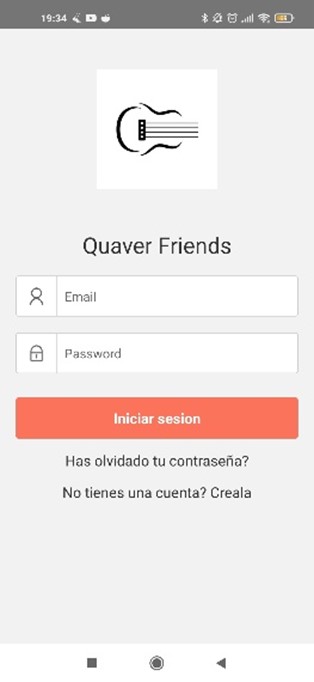 19:34
Quaver Friends
Email
Password
Iniciar sesion
Has olvidado tu contraseña?
No tienes una cuenta? Creala